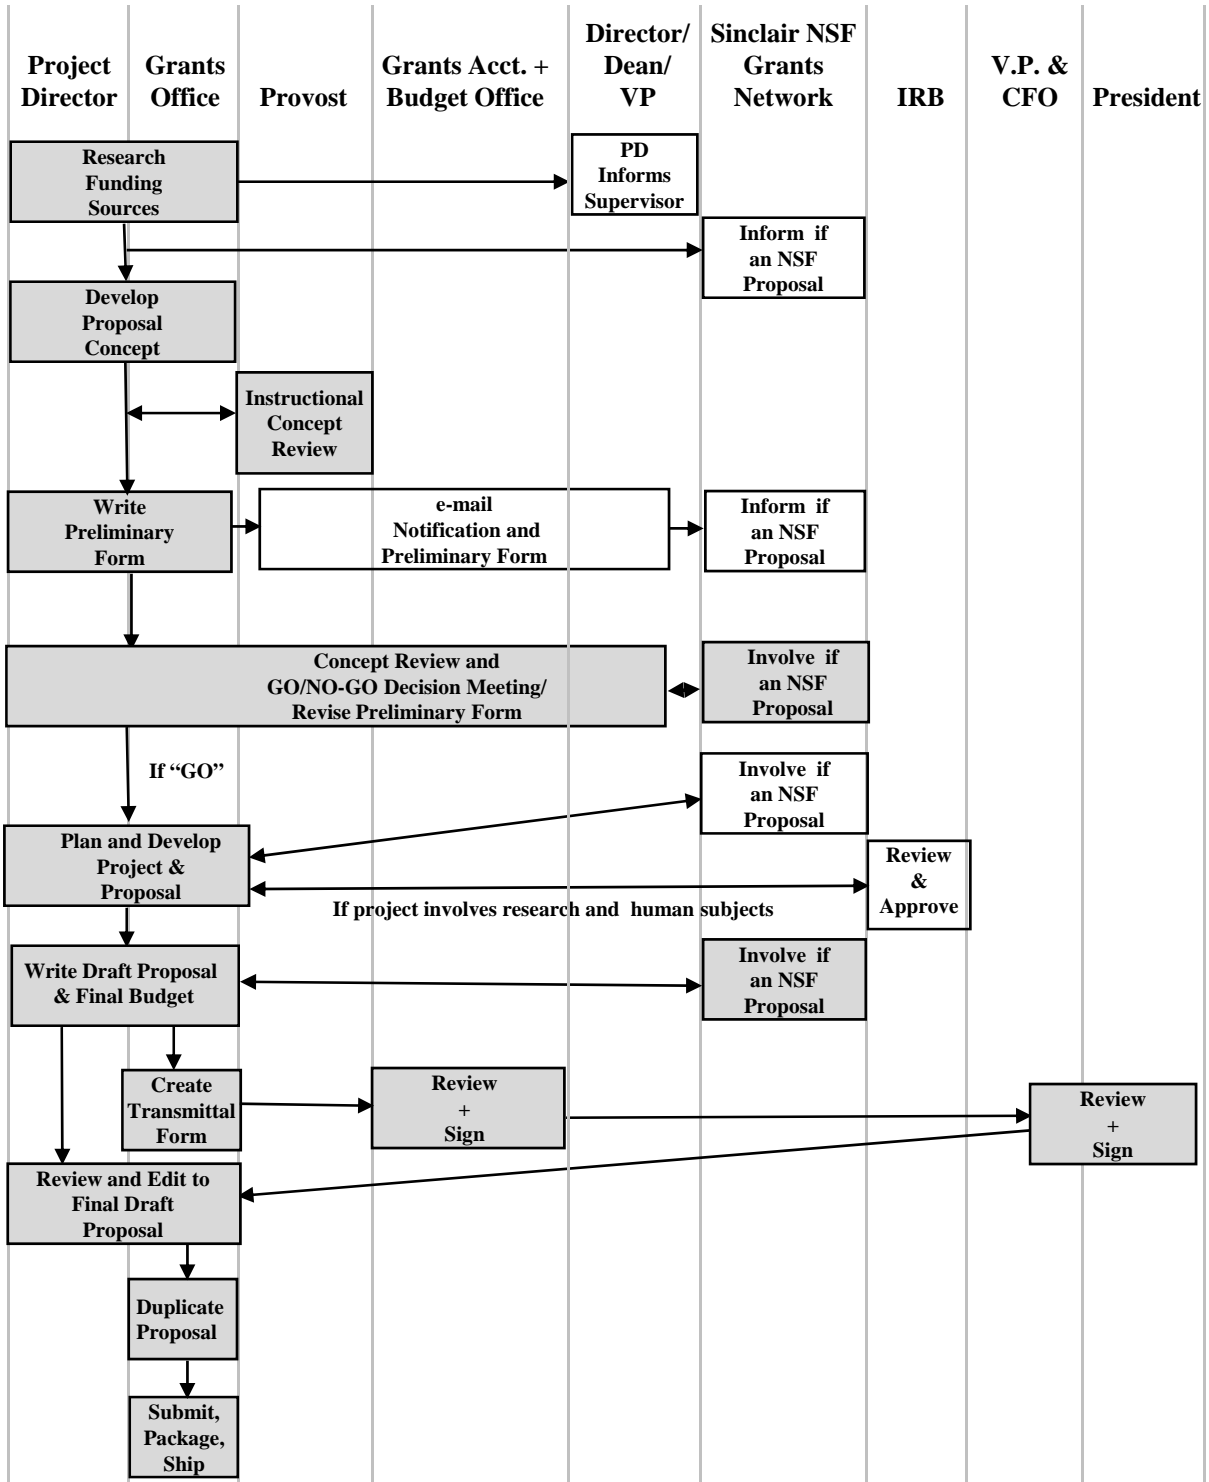 Project
Director
Grants
Office
Provost
Grants Acct. +
Budget Office
Director/
Dean/
VP
Sinclair NSF
Grants
Network
IRB
V.P. &
CFO
President
Research
Funding
Sources
PD
Informs
Supervisor
Inform if
an NSF
Proposal
Develop
Proposal
Concept
Instructional
Concept
Review
Write
Preliminary
Form
e-mail
Notification and
Preliminary Form
Inform if
an NSF
Proposal
Concept Review and
GO/NO-GO Decision Meeting/
Revise Preliminary Form
Involve if
an NSF
Proposal
If “GO”
Involve if
an NSF
Proposal
Plan and Develop
Project &
Proposal
Review
&
Approve
If project involves research and human subjects
Write Draft Proposal
& Final Budget
Involve if
an NSF
Proposal
Create
Transmittal
Form
Review
+
Sign
Review
+
Sign
Review and Edit to
Final Draft
Proposal
Duplicate
Proposal
Submit,
Package,
Ship